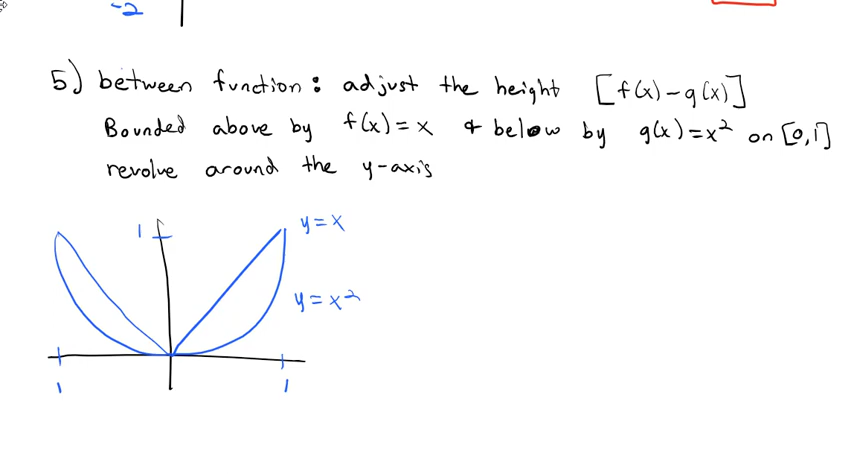 -2
5) between function: adjust the height [f(x)-g(x)]
Bounded above by f(x)=x & below by g(x)=x² on [0,1]
revolve around the y-axis
1
y=x
y=x²
1
1